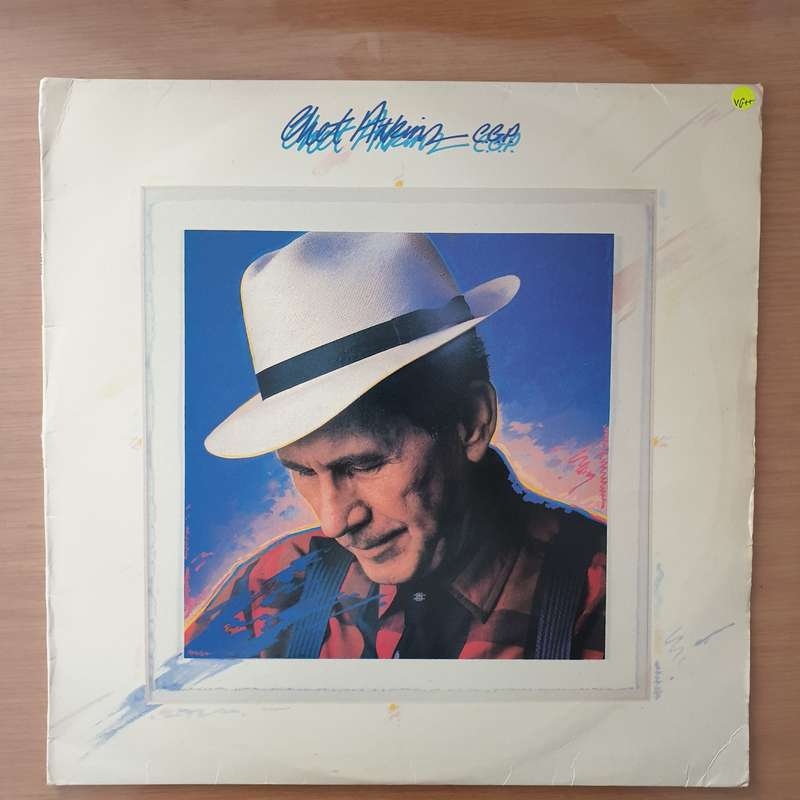 Chet Atkins C.G.P.
VG++